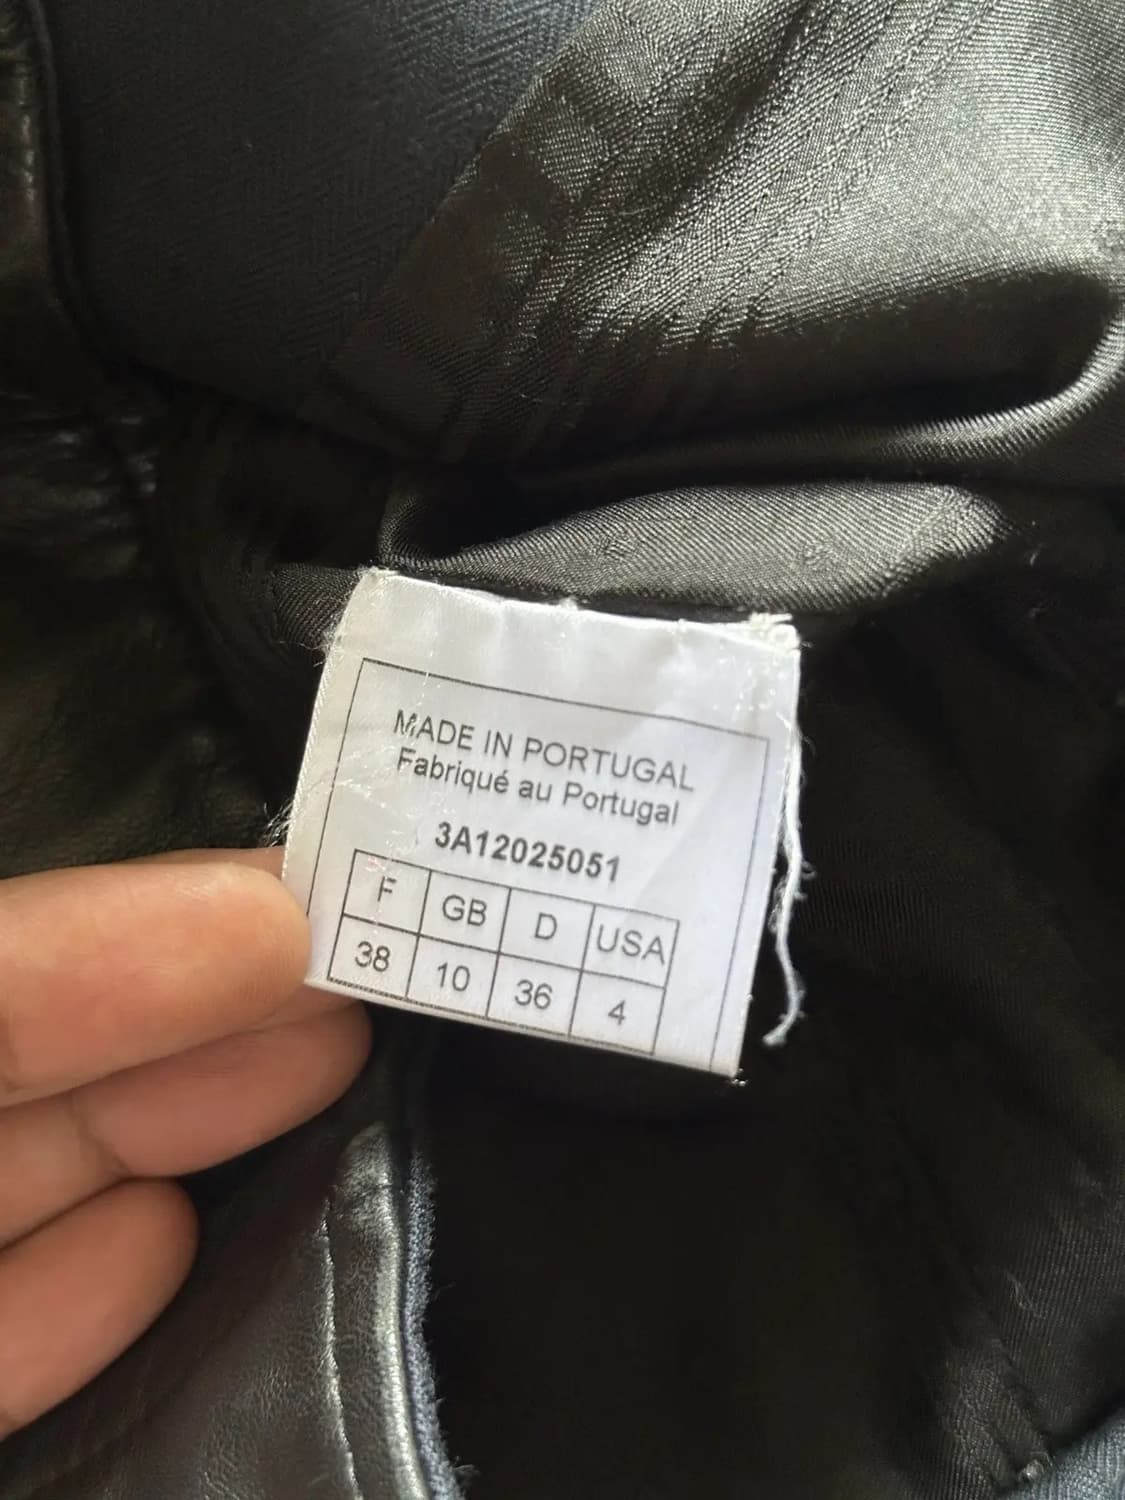 MADE IN PORTUGAL
Fabriqué au Portugal
3A12025051
F GB D USA
38 10 36 4